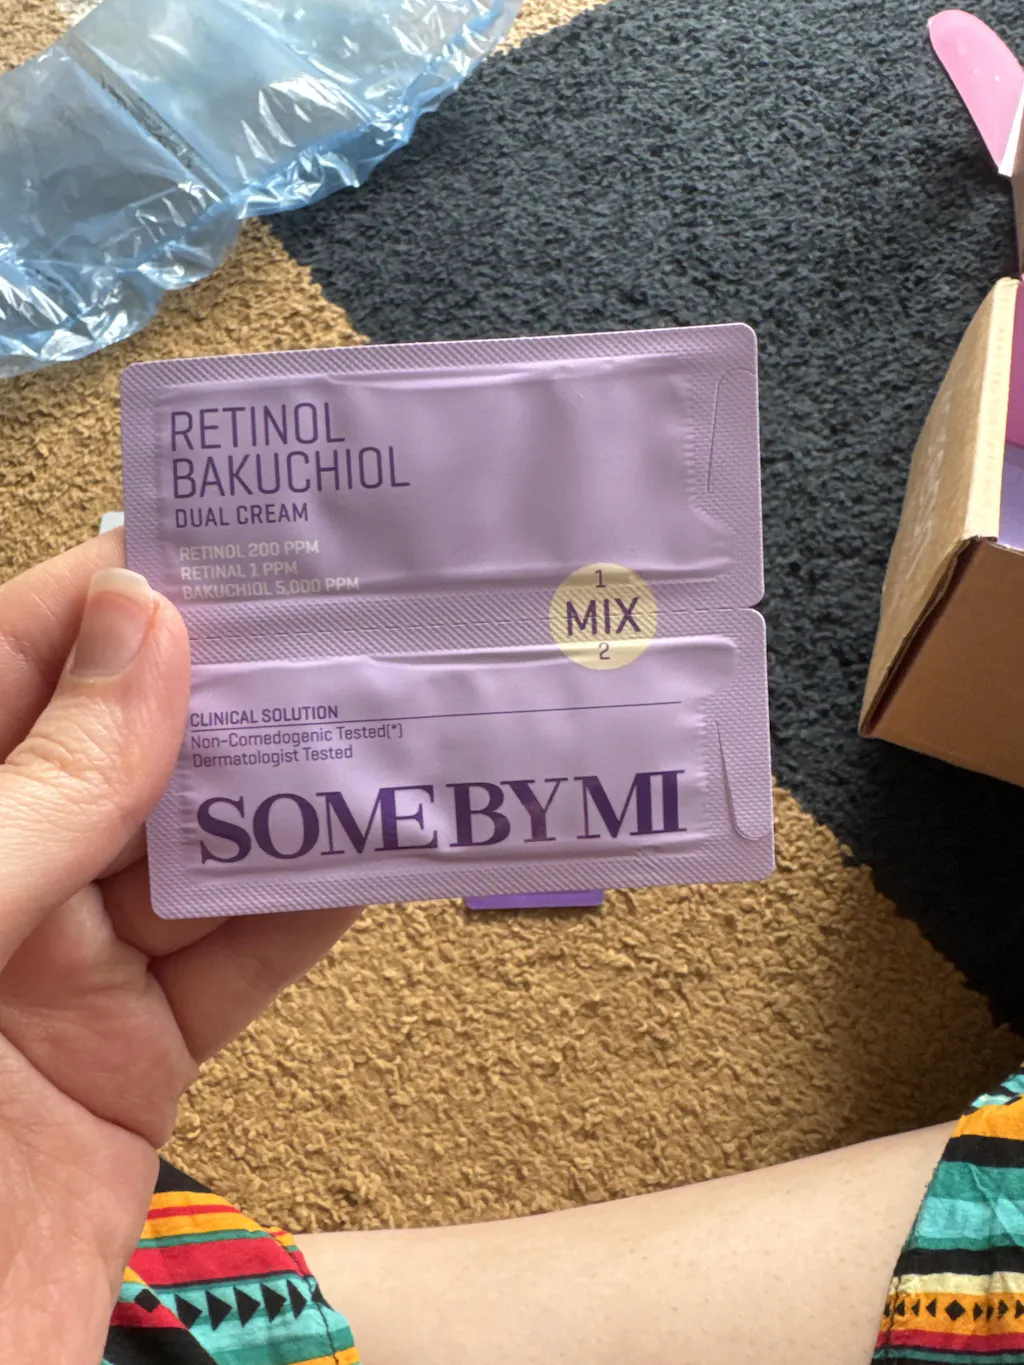 RETINOL
BAKUCHIOL
DUAL CREAM
RETINOL 200 PPM
RETINAL 1 PPM
BAKUCHIOL 5,000 PPM
1
MIX
2
CLINICAL SOLUTION
Non-Comedogenic Tested(*)
Dermatologist Tested
SOME BY MI